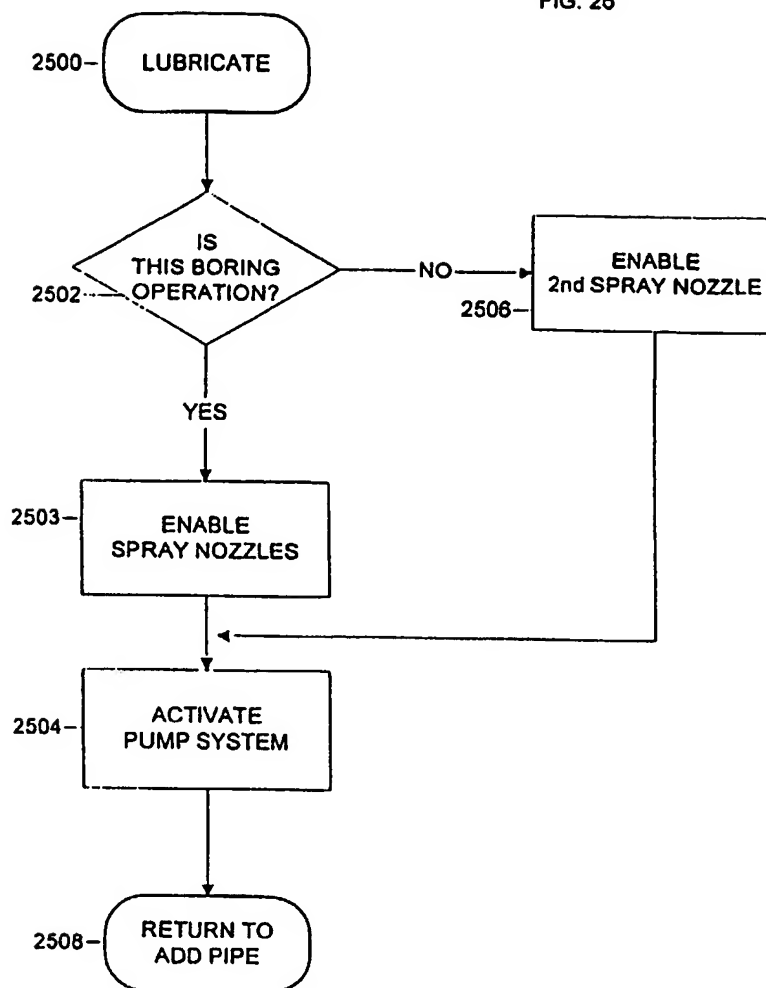 FIG. 26
2500
LUBRICATE
IS
THIS BORING
OPERATION?
2502
NO
ENABLE
2nd SPRAY NOZZLE
2506
YES
2503
ENABLE
SPRAY NOZZLES
2504
ACTIVATE
PUMP SYSTEM
2508
RETURN TO
ADD PIPE